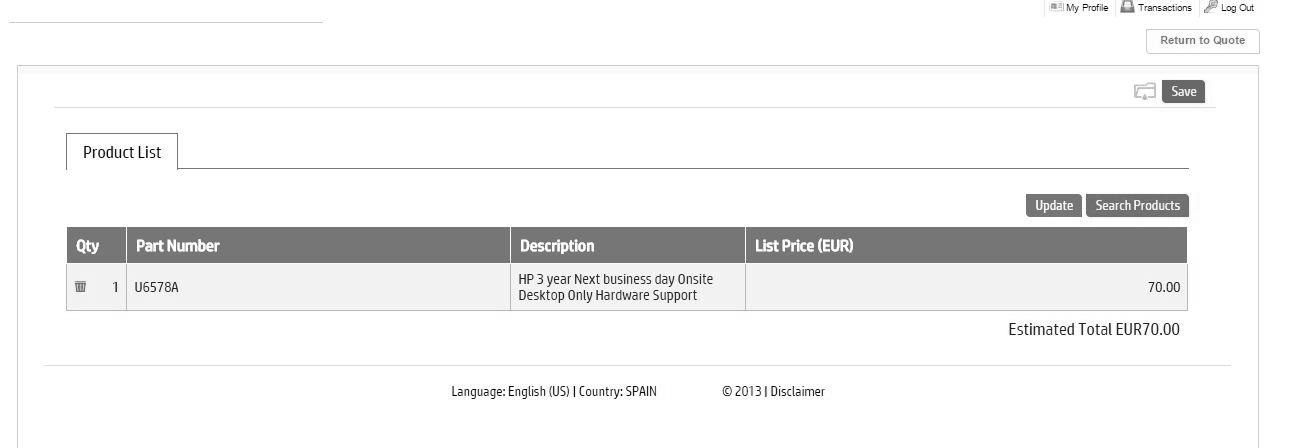 My Profile Transactions Log Out
Return to Quote
Save
Product List
Update Search Products
Qty Part Number Description List Price (EUR)
1 U6578A HP 3 year Next business day Onsite 70.00
Desktop Only Hardware Support
Estimated Total EUR70.00
Language: English (US) | Country: SPAIN © 2013 | Disclaimer